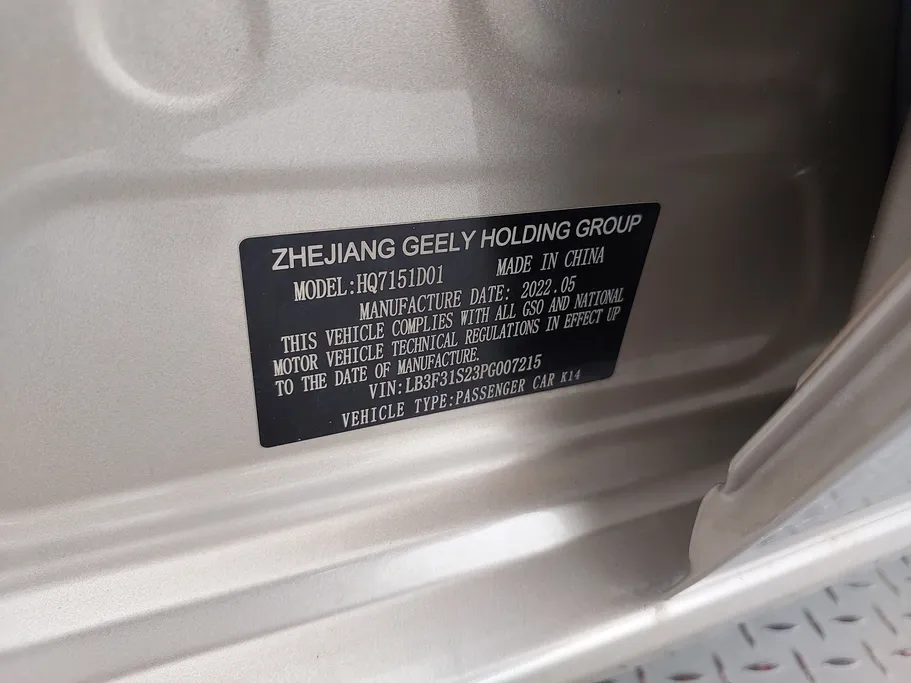 ZHEJIANG GEELY HOLDING GROUP
MODEL:HQ7151D01 MADE IN CHINA
MANUFACTURE DATE: 2022.05
THIS VEHICLE COMPLIES WITH ALL GSO AND NATIONAL
MOTOR VEHICLE TECHNICAL REGULATIONS IN EFFECT UP
TO THE DATE OF MANUFACTURE.
VIN:LB3F31S23PG007215
VEHICLE TYPE:PASSENGER CAR K14